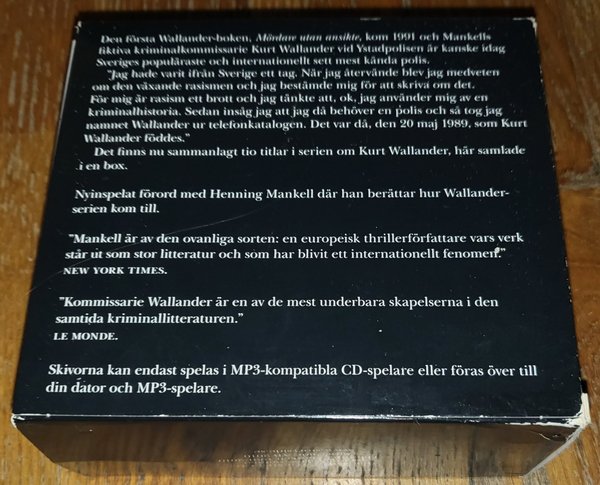 Den första Wallander-boken, Mördare utan ansikte, kom 1991 och Mankells
fiktiva kriminalkommissarie Kurt Wallander vid Ystadpolisen är kanske idag
Sveriges populäraste och internationellt sett mest kända polis.
"Jag hade varit ifrån Sverige ett tag. När jag återvände blev jag medveten
om den växande rasismen och jag bestämde mig för att skriva om det.
För mig är rasism ett brott och jag tänkte att, ok, jag använder mig av en
kriminalhistoria. Sedan insåg jag att jag då behöver en polis och så tog jag
namnet Wallander ur telefonkatalogen. Det var då, den 20 maj 1989, som Kurt
Wallander föddes."
Det finns nu sammanlagt tio titlar i serien om Kurt Wallander, här samlade
i en box.
Nyinspelat förord med Henning Mankell där han berättar hur Wallander-
serien kom till.
"Mankell är av den ovanliga sorten: en europeisk thrillerförfattare vars verk
står ut som stor litteratur och som har blivit ett internationellt fenomen."
NEW YORK TIMES.
"Kommissarie Wallander är en av de mest underbara skapelserna i den
samtida kriminallitteraturen."
LE MONDE.
Skivorna kan endast spelas i MP3-kompatibla CD-spelare eller föras över till
din dator och MP3-spelare.